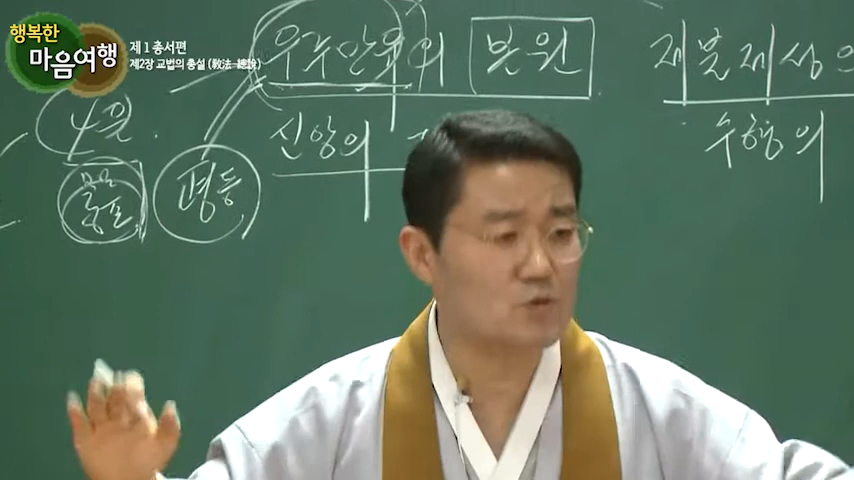 행복한
마음여행
제 1 총서편
제2장 교법의 총설 (敎法-總說)
우주만유의 본원
제불제성의
신앙의
수행의
평등